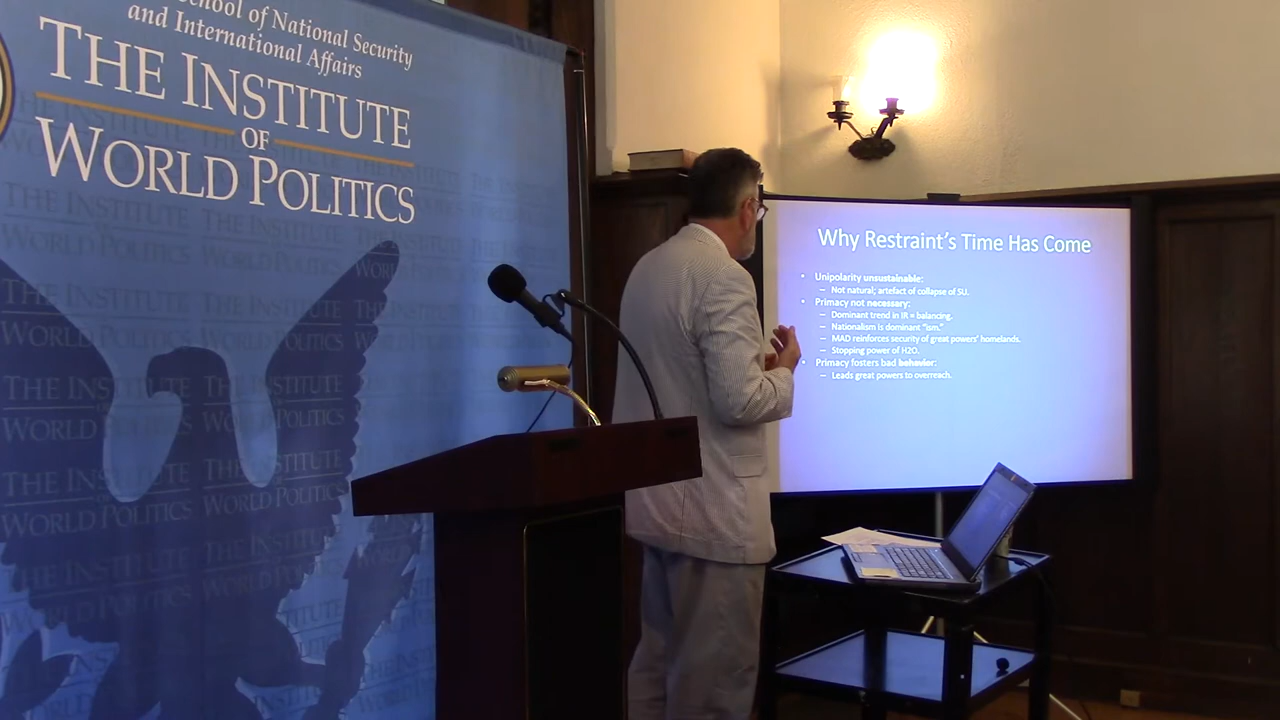 School of National Security
and International Affairs
THE INSTITUTE
OF
WORLD POLITICS
Why Restraint's Time Has Come
• Unipolarity unsustainable:
– Not natural; artefact of collapse of SU.
• Primacy not necessary:
– Dominant trend in IR = balancing.
– Nationalism is dominant "ism."
– MAD reinforces security of great powers' homelands.
– Stopping power of H2O.
• Primacy fosters bad behavior:
– Leads great powers to overreach.